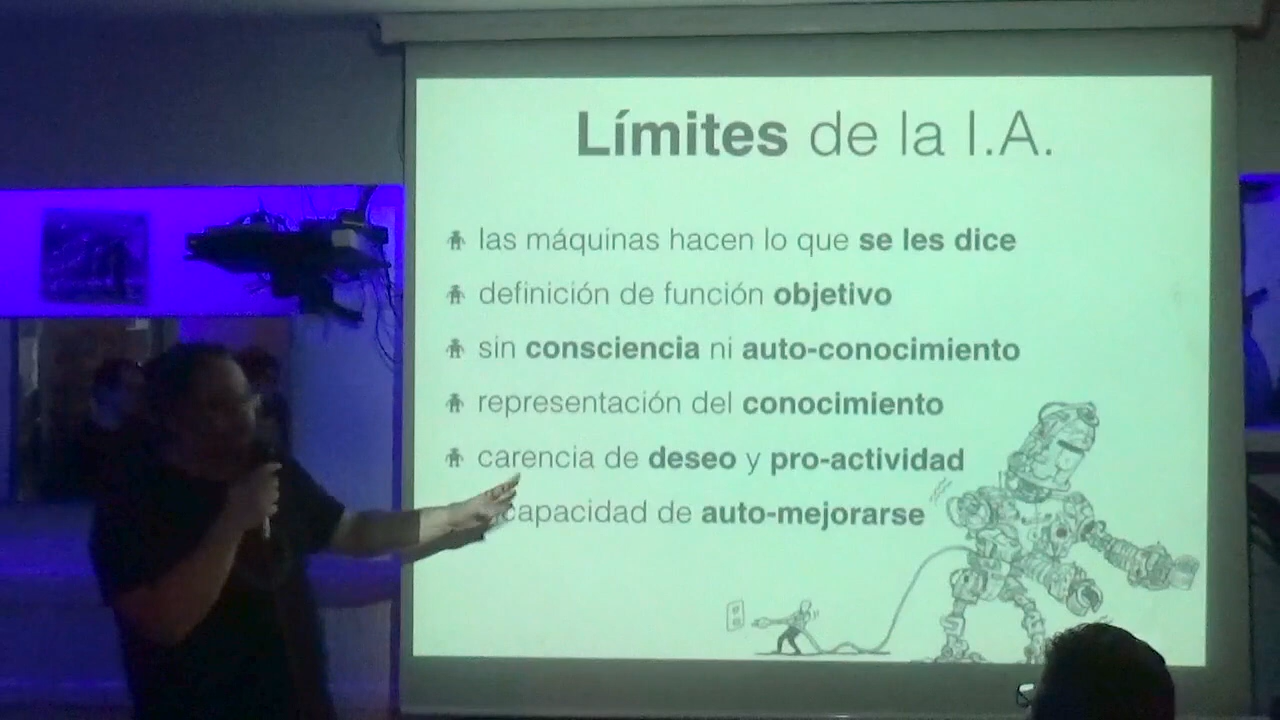 Límites de la I.A.
las máquinas hacen lo que se les dice
definición de función objetivo
sin consciencia ni auto-conocimiento
representación del conocimiento
carencia de deseo y pro-actividad
capacidad de auto-mejorarse